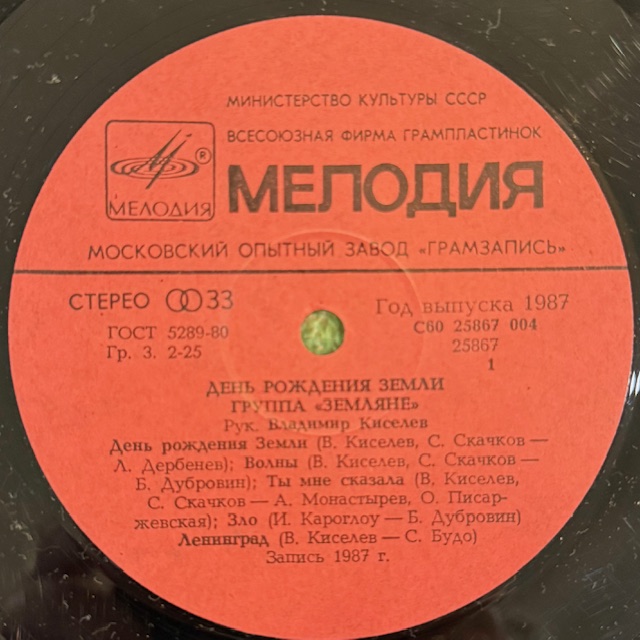 МИНИСТЕРСТВО КУЛЬТУРЫ СССР
ВСЕСОЮЗНАЯ ФИРМА ГРАМПЛАСТИНОК
®
МЕЛОДИЯ
МЕЛОДИЯ
МОСКОВСКИЙ ОПЫТНЫЙ ЗАВОД «ГРАМЗАПИСЬ»
СТЕРЕО 33
Год выпуска 1987
ГОСТ 5289-80
С60 25867 004
Гр. 3. 2-25
25867
1
ДЕНЬ РОЖДЕНИЯ ЗЕМЛИ
ГРУППА «ЗЕМЛЯНЕ»
Рук. Владимир Киселев
День рождения Земли (В. Киселев, С. Скачков —
Л. Дербенев); Волны (В. Киселев, С. Скачков —
Б. Дубровин); Ты мне сказала (В. Киселев,
С. Скачков — А. Монастырев, О. Писар-
жевская); Зло (И. Кароглоу — Б. Дубровин)
Ленинград (В. Киселев — С. Будо)
Запись 1987 г.